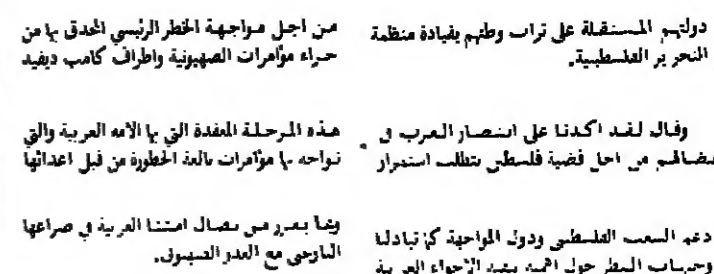 دولتهم المستقلة على تراب وطنهم بقيادة منظمة
التحرير الفلسطينية.
وقال لقد اكدنا على انتصار العرب في
نضالهم من اجل قضية فلسطين يتطلب استمرار
دعم الشعب الفلسطيني ودول المواجهة كما تبادلنا
وجهات النظر حول اهمية تنقية الاجواء العربية
من اجل مواجهة الخطر الرئيسي المحدق بها من
جراء مؤامرات الصهيونية واطراف كامب ديفيد
هذه المرحلة المعقدة التي بها الامه العربية والتي
تواجه بها مؤآمرات بالغة الخطورة من قبل اعدائها
وبما يعزز من نضال امتنا العربية في صراعها
التاريخي مع العدو الصهيوني.